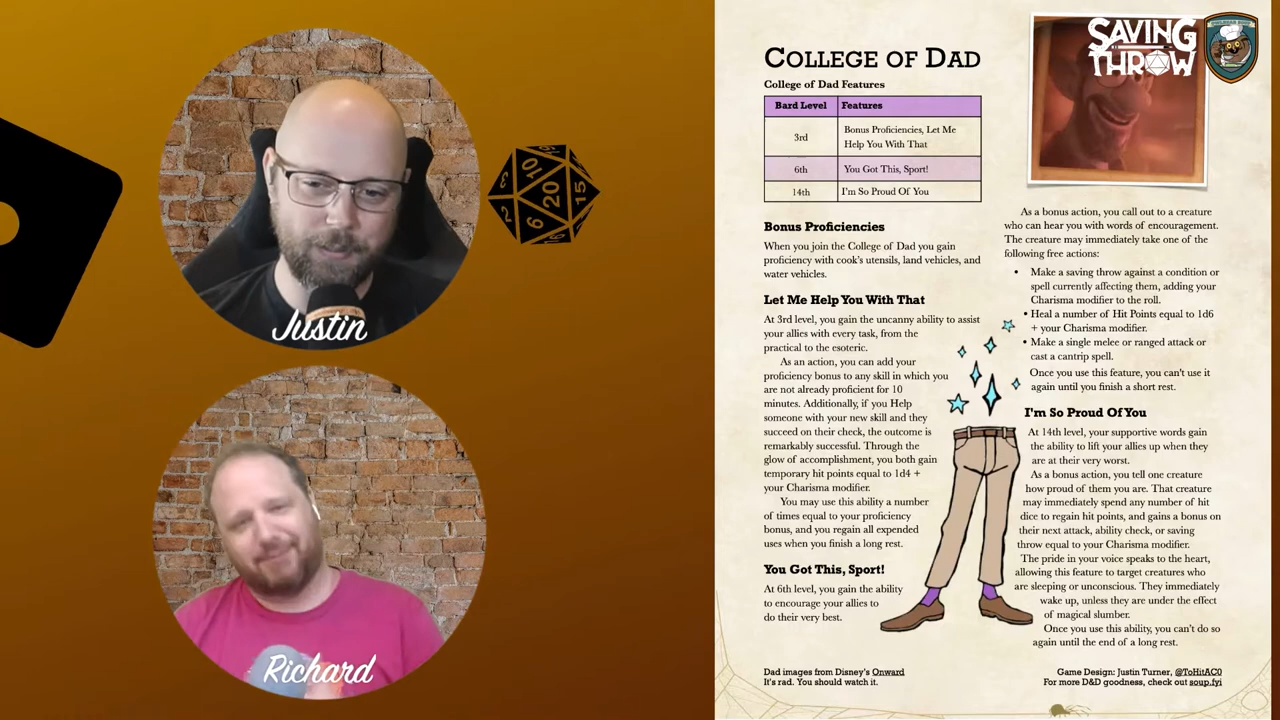 Justin
Richard
10
20
2
6
15
SAVING
THROW
COLLEGE OF DAD
College of Dad Features
Bard Level Features
3rd Bonus Proficiencies, Let Me
Help You With That
6th You Got This, Sport!
14th I'm So Proud Of You
Bonus Proficiencies
When you join the College of Dad you gain
proficiency with cook's utensils, land vehicles, and
water vehicles.
Let Me Help You With That
At 3rd level, you gain the uncanny ability to assist
your allies with every task, from the
practical to the esoteric.
As an action, you can add your
proficiency bonus to any skill in which you
are not already proficient for 10
minutes. Additionally, if you Help
someone with your new skill and they
succeed on their check, the outcome is
remarkably successful. Through the
glow of accomplishment, you both gain
temporary hit points equal to 1d4 +
your Charisma modifier.
You may use this ability a number
of times equal to your proficiency
bonus, and you regain all expended
uses when you finish a long rest.
You Got This, Sport!
At 6th level, you gain the ability
to encourage your allies to
do their very best.
As a bonus action, you call out to a creature
who can hear you with words of encouragement.
The creature may immediately take one of the
following free actions:
• Make a saving throw against a condition or
spell currently affecting them, adding your
Charisma modifier to the roll.
• Heal a number of Hit Points equal to 1d6
+ your Charisma modifier.
• Make a single melee or ranged attack or
cast a cantrip spell.
Once you use this feature, you can't use it
again until you finish a short rest.
I'm So Proud Of You
At 14th level, your supportive words gain
the ability to lift your allies up when they
are at their very worst.
As a bonus action, you tell one creature
how proud of them you are. That creature
may immediately spend any number of hit
dice to regain hit points, and gains a bonus on
their next attack, ability check, or saving
throw equal to your Charisma modifier.
The pride in your voice speaks to the heart,
allowing this feature to target creatures who
are sleeping or unconscious. They immediately
wake up, unless they are under the effect
of magical slumber.
Once you use this ability, you can't do so
again until the end of a long rest.
Dad images from Disney's Onward
It's rad. You should watch it.
Game Design: Justin Turner, @ToHitAC0
For more D&D goodness, check out soup.fyi